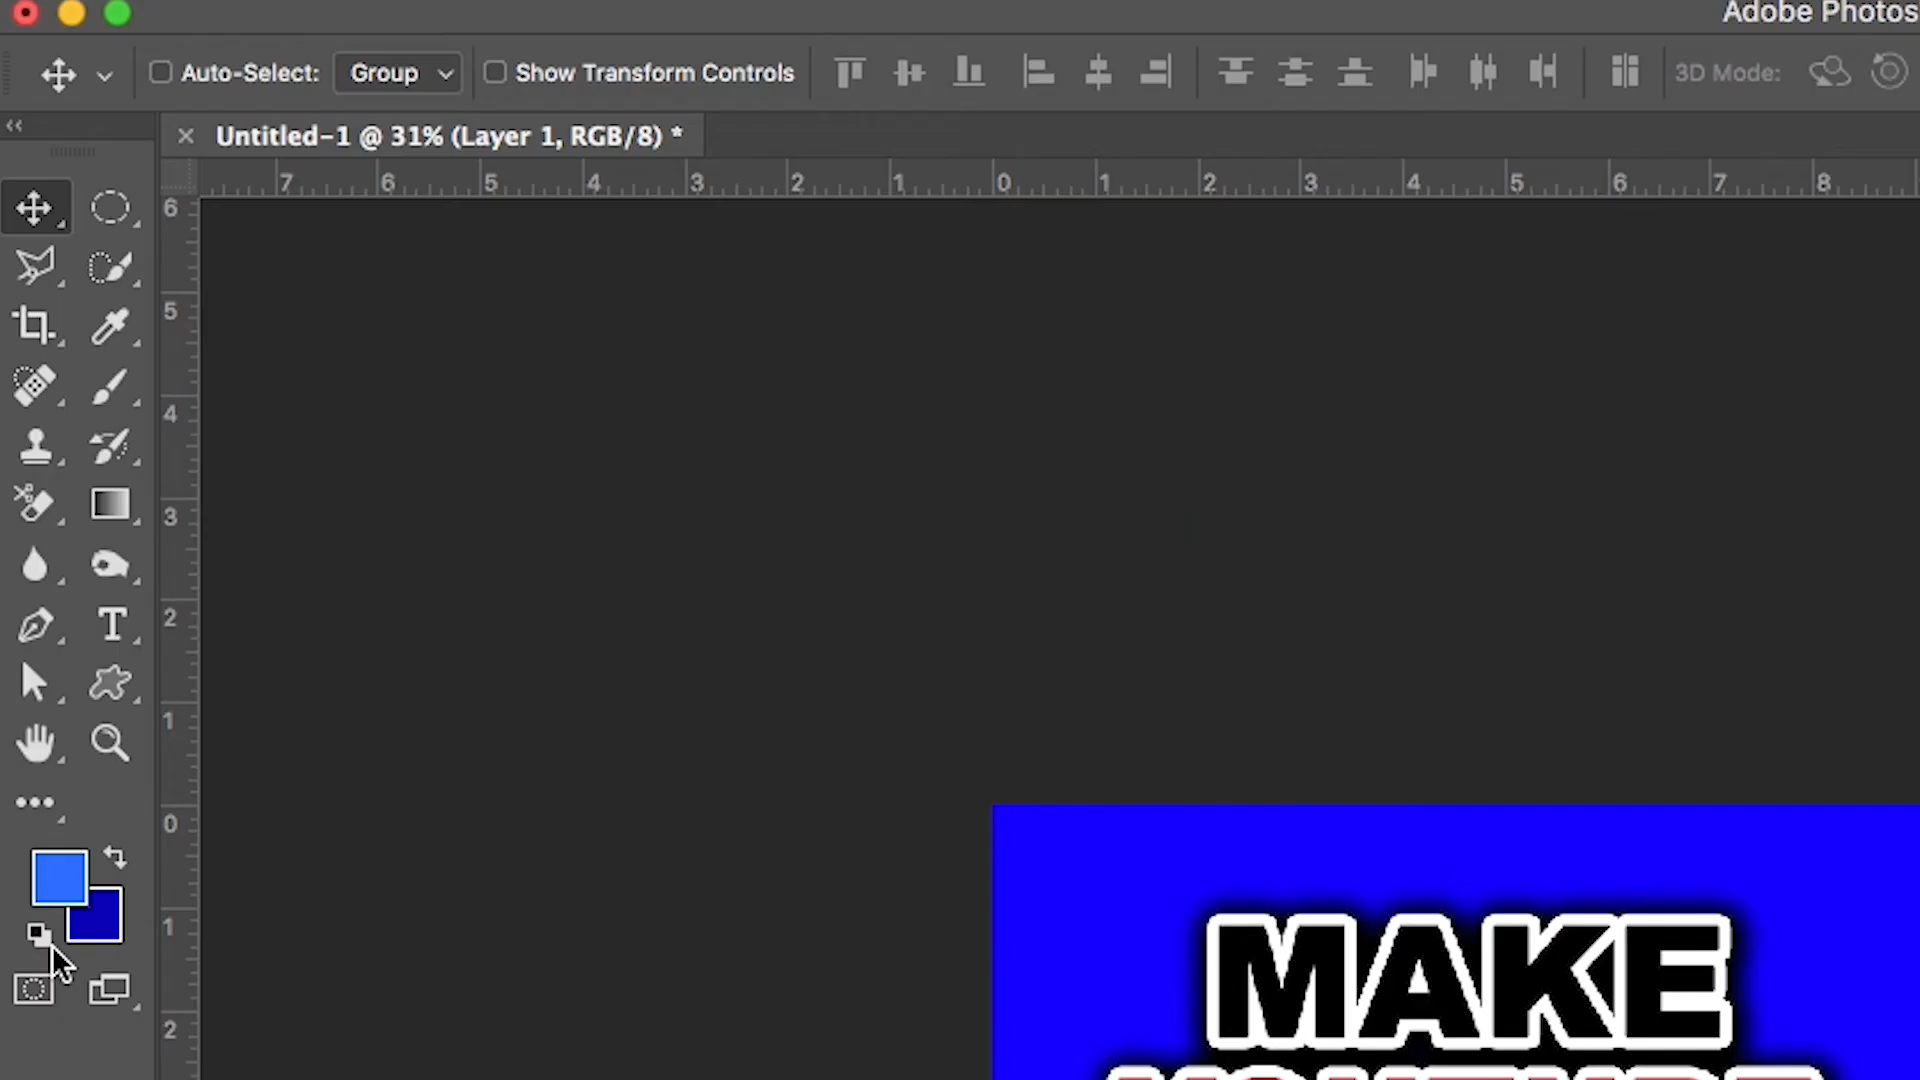 Adobe Photos
Auto-Select: Group Show Transform Controls 3D Mode:
Untitled-1 @ 31% (Layer 1, RGB/8) *
7 6 5 4 3 2 1 0 1 2 3 4 5 6 7 8
6
5
4
3
2
1
0
1
2
T
MAKE